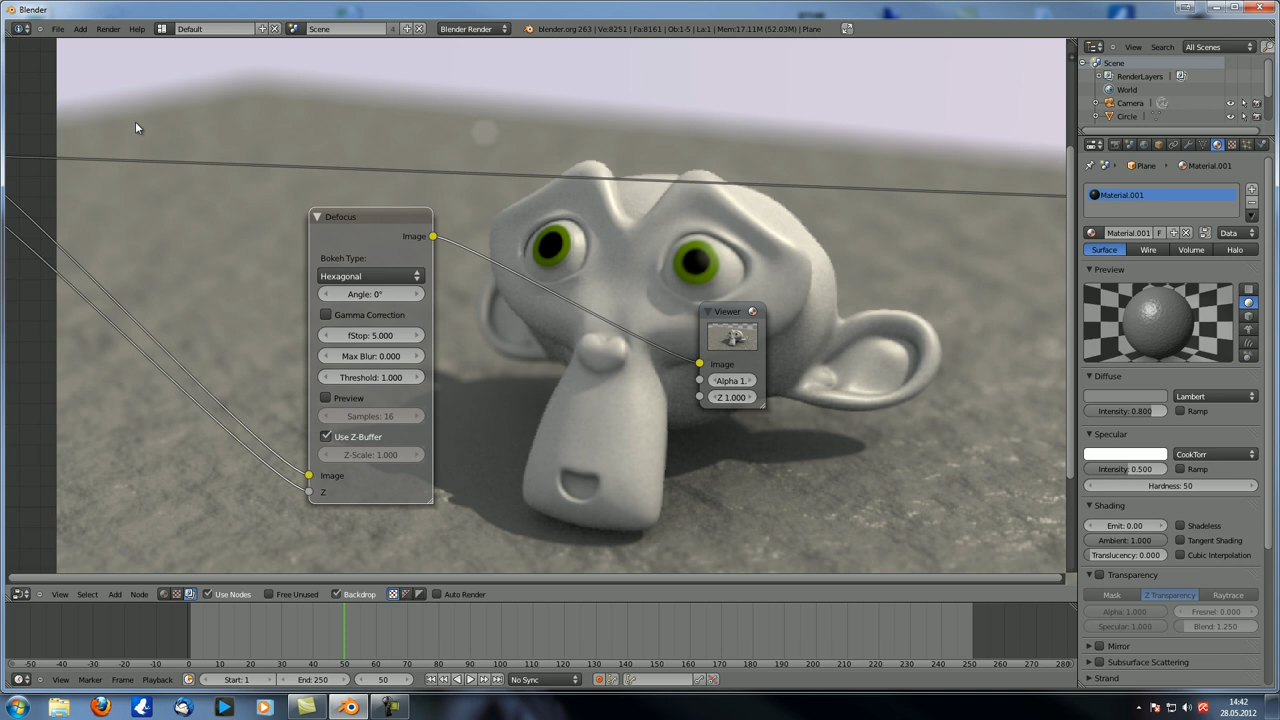 Blender
File Add Render Help Default Scene 4 Blender Render blender.org 263 | Ve:8251 | Fa:8161 | Ob:1-5 | La:1 | Mem:17.11M (52.03M) | Plane
View Search All Scenes
Scene
RenderLayers
World
Camera
Circle
Plane Material.001
Material.001
Material.001 F Data
Surface Wire Volume Halo
Preview
Diffuse
Lambert
Intensity: 0.800 Ramp
Specular
CookTorr
Intensity: 0.500 Ramp
Hardness: 50
Shading
Emit: 0.00 Shadeless
Ambient: 1.000 Tangent Shading
Translucency: 0.000 Cubic Interpolation
Transparency
Mask Z Transparency Raytrace
Alpha: 1.000 Fresnel: 0.000
Specular: 1.000 Blend: 1.250
Mirror
Subsurface Scattering
Strand
Defocus
Image
Bokeh Type:
Hexagonal
Angle: 0°
Gamma Correction
fStop: 5.000
Max Blur: 0.000
Threshold: 1.000
Preview
Samples: 16
Use Z-Buffer
Z-Scale: 1.000
Image
Z
Viewer
Image
Alpha 1.
Z 1.000
View Select Add Node Use Nodes Free Unused Backdrop Auto Render
-50 -40 -30 -20 -10 0 10 20 30 40 50 60 70 80 90 100 110 120 130 140 150 160 170 180 190 200 210 220 230 240 250 260 270 280
View Marker Frame Playback Start: 1 End: 250 50 No Sync
14:42
28.05.2012